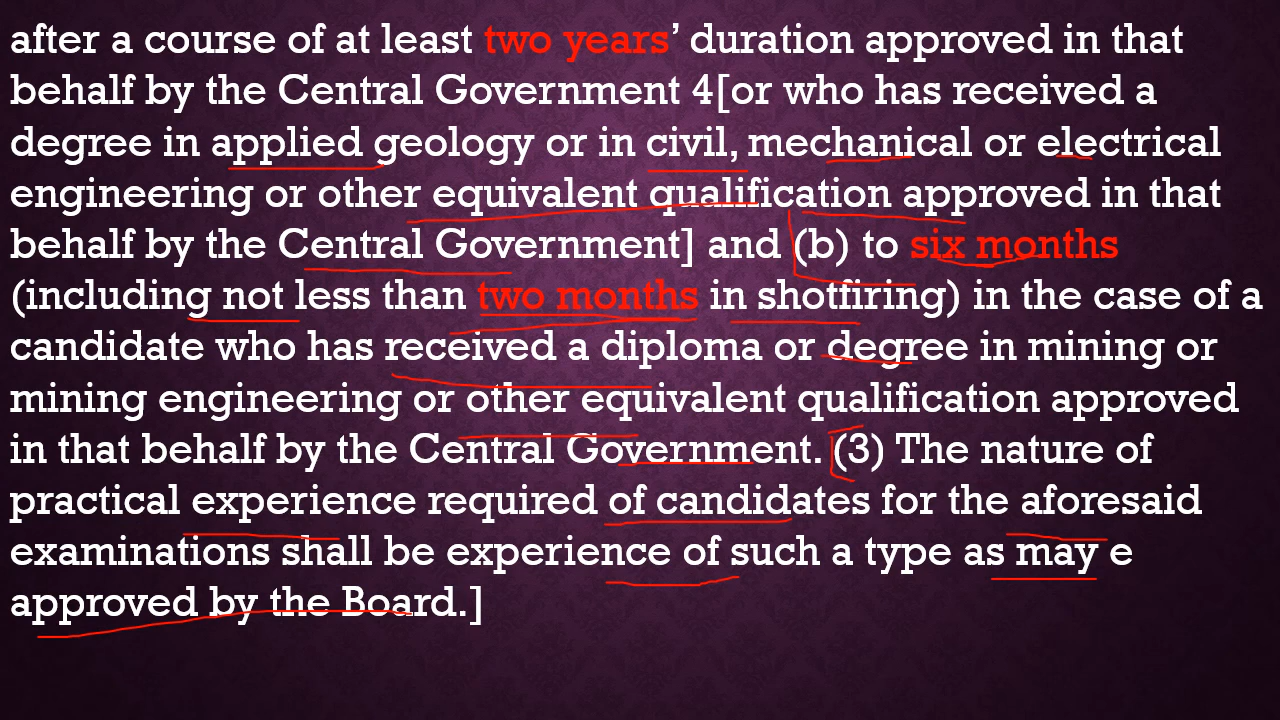 after a course of at least two years’ duration approved in that
behalf by the Central Government 4[or who has received a
degree in applied geology or in civil, mechanical or electrical
engineering or other equivalent qualification approved in that
behalf by the Central Government] and (b) to six months
(including not less than two months in shotfiring) in the case of a
candidate who has received a diploma or degree in mining or
mining engineering or other equivalent qualification approved
in that behalf by the Central Government. (3) The nature of
practical experience required of candidates for the aforesaid
examinations shall be experience of such a type as may e
approved by the Board.]